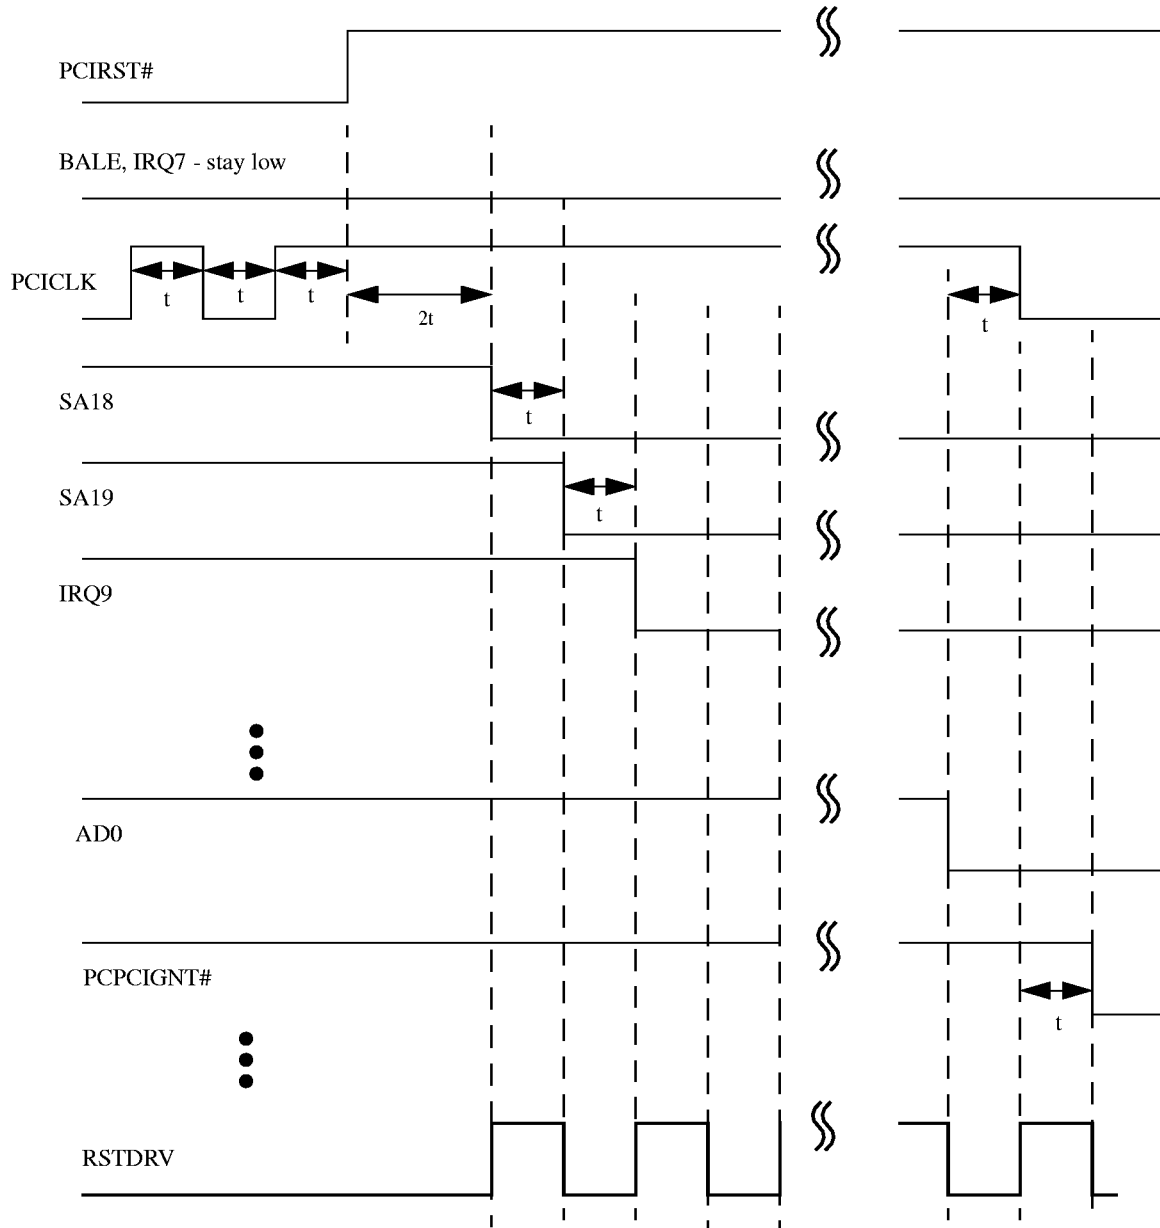 PCIRST#
BALE, IRQ7 - stay low
PCICLK
t
t
t
2t
t
SA18
t
SA19
t
IRQ9
AD0
PCPCIGNT#
t
RSTDRV